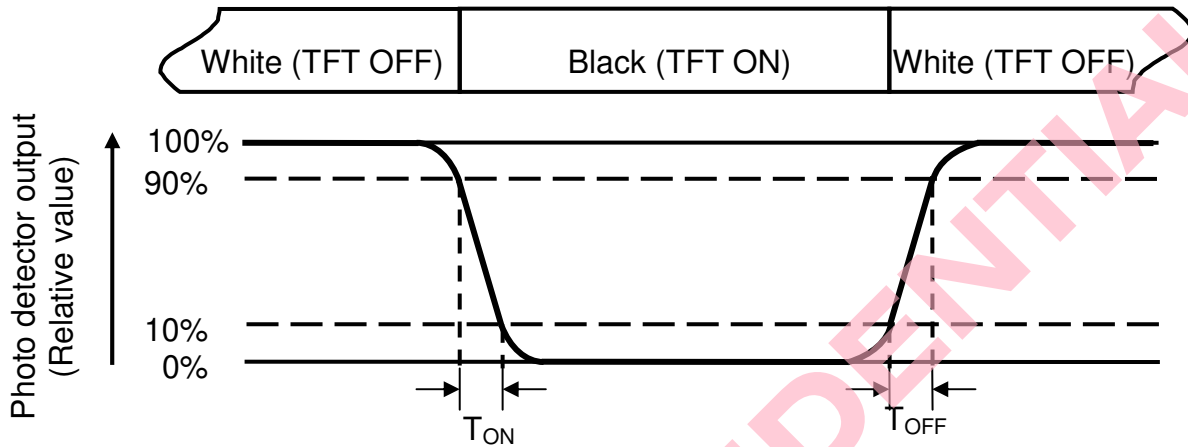 White (TFT OFF)
Black (TFT ON)
White (TFT OFF)
Photo detector output
(Relative value)
100%
90%
10%
0%
TON
TOFF